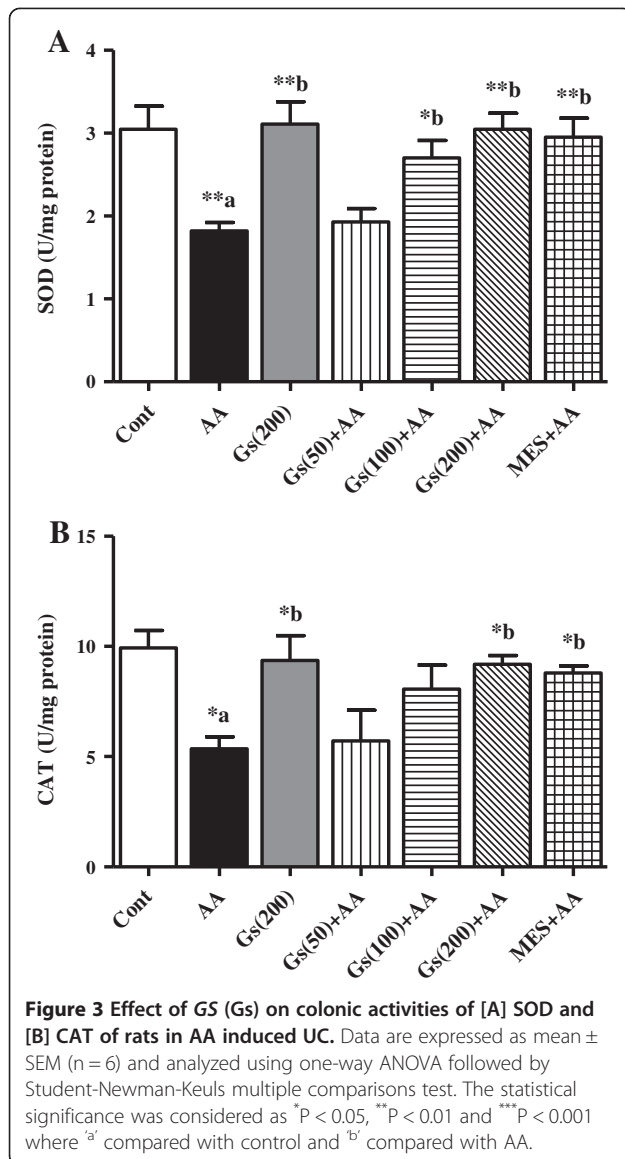 A
4
3
2
1
0
SOD (U/mg protein)
**a
**b
*b
**b
**b
Cont
AA
Gs(200)
Gs(50)+AA
Gs(100)+AA
Gs(200)+AA
MES+AA
B
15
10
5
0
CAT (U/mg protein)
*a
*b
*b
*b
Cont
AA
Gs(200)
Gs(50)+AA
Gs(100)+AA
Gs(200)+AA
MES+AA
Figure 3 Effect of GS (Gs) on colonic activities of [A] SOD and
[B] CAT of rats in AA induced UC. Data are expressed as mean ±
SEM (n = 6) and analyzed using one-way ANOVA followed by
Student-Newman-Keuls multiple comparisons test. The statistical
significance was considered as *P < 0.05, **P < 0.01 and ***P < 0.001
where 'a' compared with control and 'b' compared with AA.